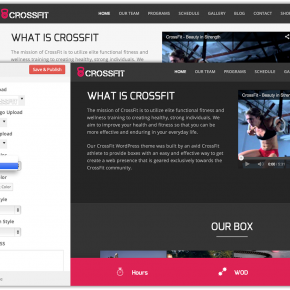 CROSSFIT
HOME OUR TEAM PROGRAMS SCHEDULE GALLERY BLOG SHOP
WHAT IS CROSSFIT
The mission of CrossFit is to utilize elite functional fitness and
wellness training to creating healthy, strong individuals. We
CrossFit - Beauty in Strength
Save & Publish
CROSSFIT
HOME OUR TEAM PROGRAMS SCHEDULE
WHAT IS CROSSFIT
The mission of CrossFit is to utilize elite functional fitness and
wellness training to creating healthy, strong individuals. We
aim to improve your health and fitness so that you can be
more effective and enduring in your everyday life.
Our CrossFit WordPress theme was built by an avid CrossFit
athlete to provide boxes with an easy and effective way to get
create a web presence that is geared exclusively towards the
CrossFit community.
CrossFit - Beauty in Strength
oad
go Upload
pload
olor
Color
Style
n Style
SS
OUR BOX
Hours
WOD